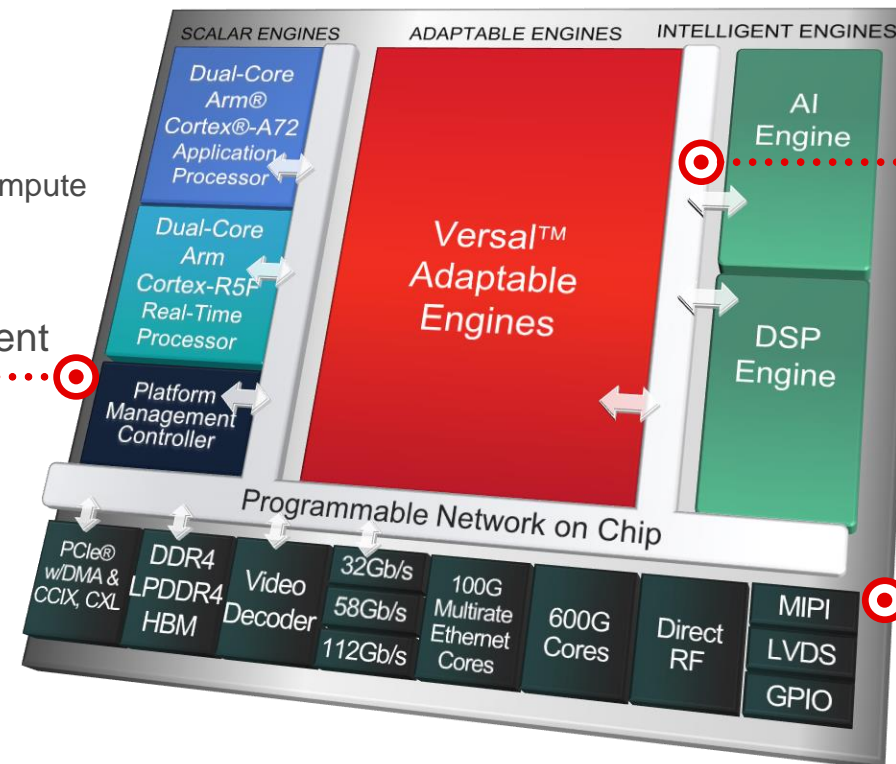 SCALAR ENGINES
ADAPTABLE ENGINES
INTELLIGENT ENGINES
Dual-Core
Arm®
Cortex®-A72
Application
Processor
Dual-Core
Arm
Cortex-R5F
Real-Time
Processor
Platform
Management
Controller
Versal™
Adaptable
Engines
AI
Engine
DSP
Engine
Programmable Network on Chip
PCIe®
w/DMA &
CCIX, CXL
DDR4
LPDDR4
HBM
Video
Decoder
32Gb/s
58Gb/s
112Gb/s
100G
Multirate
Ethernet
Cores
600G
Cores
Direct
RF
MIPI
LVDS
GPIO